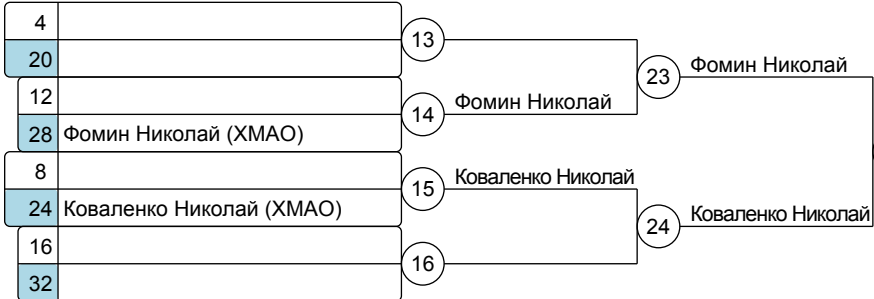 4
13
20
23 Фомин Николай
12
14 Фомин Николай
28 Фомин Николай (ХМАО)
8
15 Коваленко Николай
24 Коваленко Николай (ХМАО)
24 Коваленко Николай
16
16
32